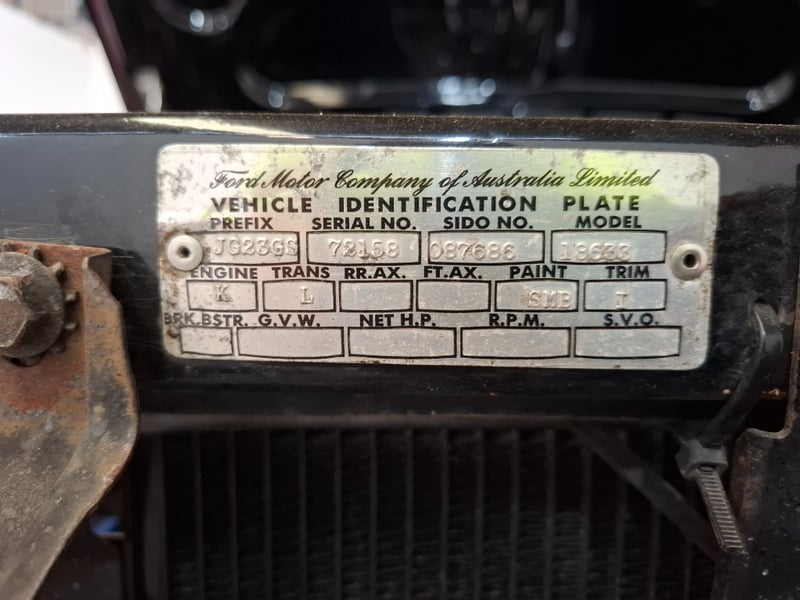 Ford Motor Company of Australia Limited
VEHICLE IDENTIFICATION PLATE
PREFIX SERIAL NO. SIDO NO. MODEL
JG23GS 72158 087686 18633
ENGINE TRANS RR.AX. FT.AX. PAINT TRIM
K L SMB I
BRK.BSTR. G.V.W. NET H.P. R.P.M. S.V.O.